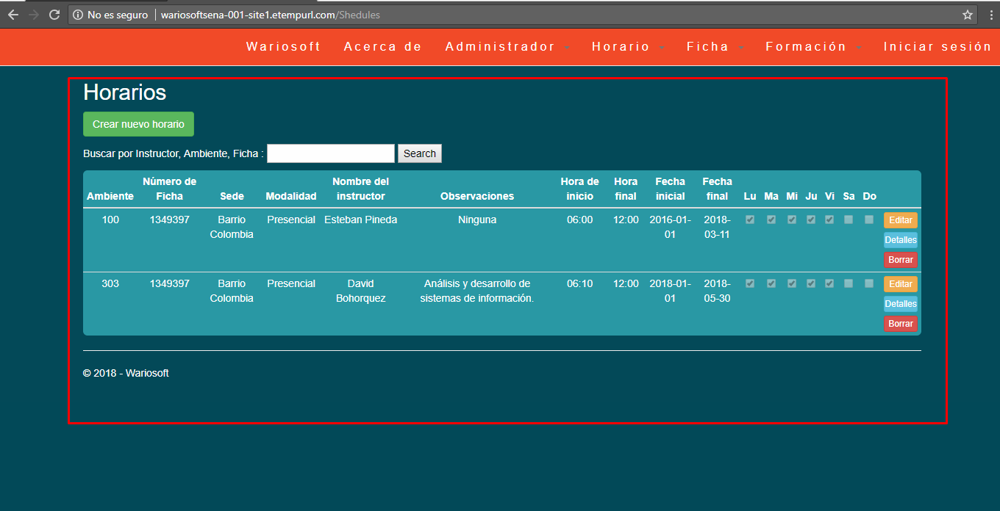 No es seguro | wariosoftsena-001-site1.etempurl.com/Shedules
Wariosoft Acerca de Administrador Horario Ficha Formación Iniciar sesión
Horarios
Crear nuevo horario
Buscar por Instructor, Ambiente, Ficha : Search
Número de Nombre del Hora de Hora Fecha Fecha
Ambiente Ficha Sede Modalidad instructor Observaciones inicio final inicial final Lu Ma Mi Ju Vi Sa Do
100 1349397 Barrio Presencial Esteban Pineda Ninguna 06:00 12:00 2016-01- 2018- Editar
Colombia 01 03-11
Detalles
Borrar
303 1349397 Barrio Presencial David Análisis y desarrollo de 06:10 12:00 2018-01- 2018- Editar
Colombia Bohorquez sistemas de información. 01 05-30
Detalles
Borrar
© 2018 - Wariosoft